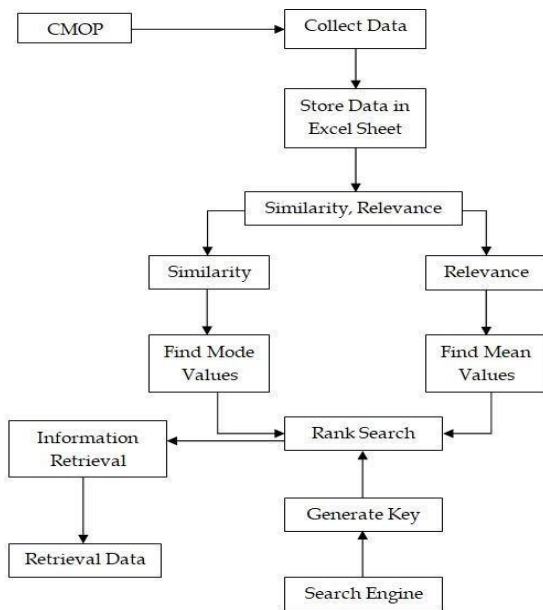 CMOP
Collect Data
Store Data in
Excel Sheet
Similarity, Relevance
Similarity
Relevance
Find Mode
Values
Find Mean
Values
Information
Retrieval
Rank Search
Generate Key
Retrieval Data
Search Engine